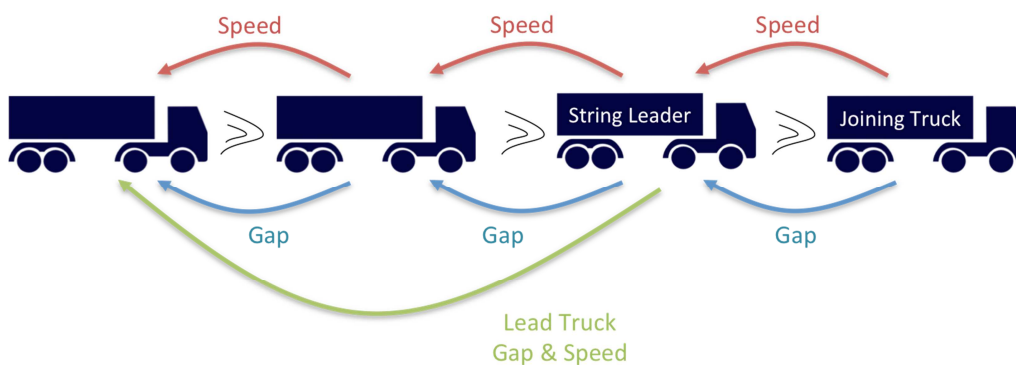 Speed
Speed
Speed
String Leader
Joining Truck
Gap
Gap
Gap
Lead Truck
Gap & Speed